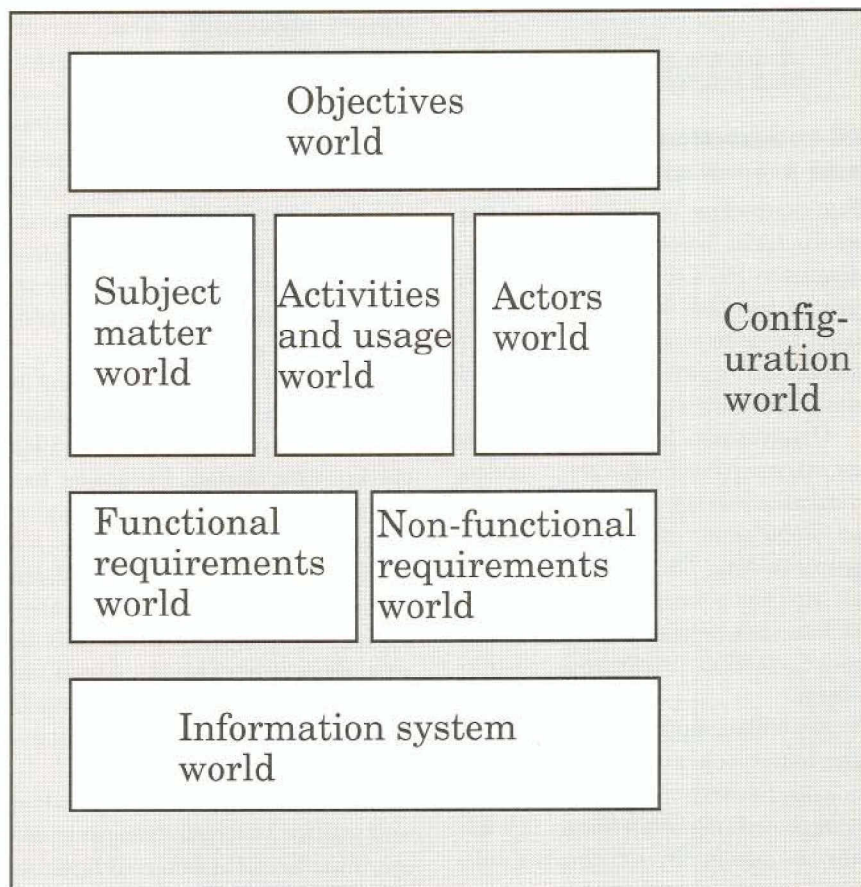 Objectives
world
Subject
matter
world
Activities
and usage
world
Actors
world
Config-
uration
world
Functional
requirements
world
Non-functional
requirements
world
Information system
world